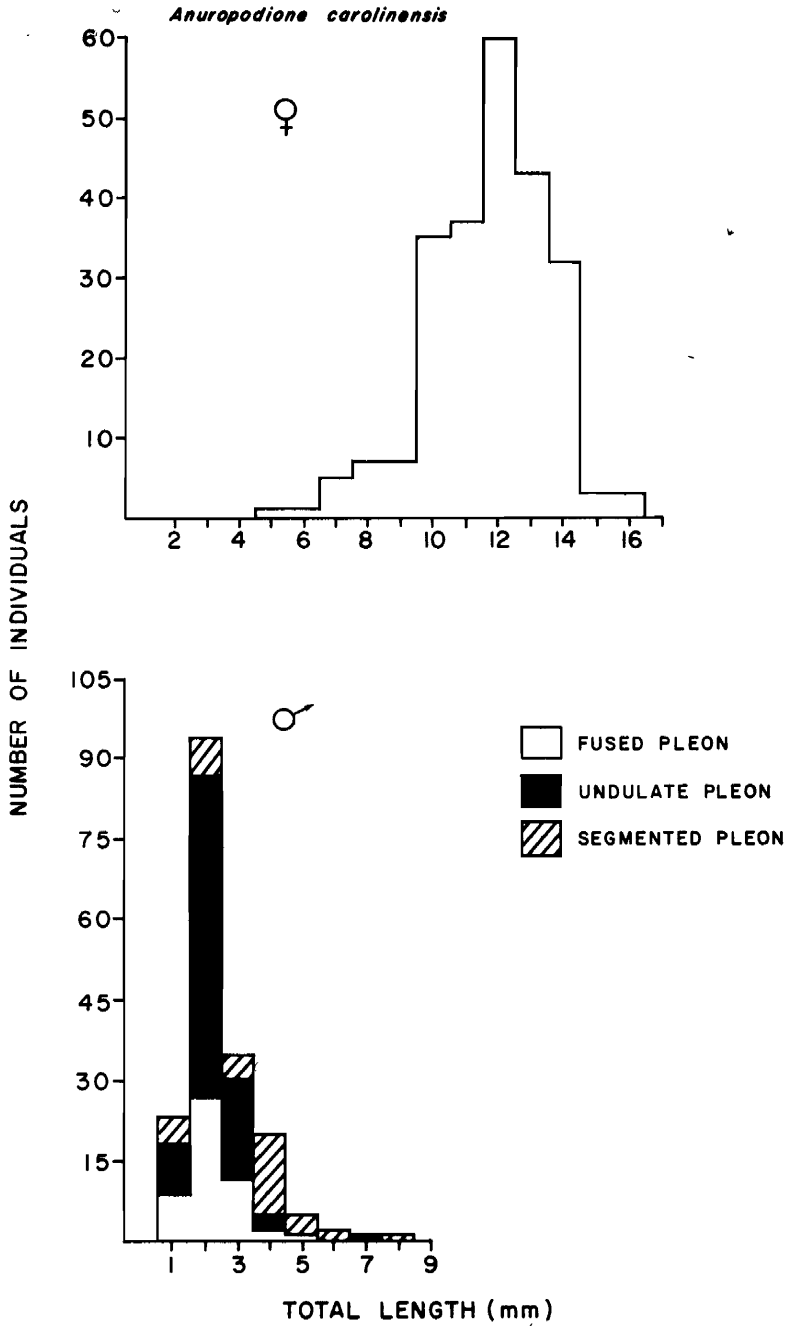 Anuropodione carolinensis
60
50
40
30
20
10
2 4 6 8 10 12 14 16
♀
NUMBER OF INDIVIDUALS
105
90
75
60
45
30
15
1 3 5 7 9
♂
FUSED PLEON
UNDULATE PLEON
SEGMENTED PLEON
TOTAL LENGTH (mm)